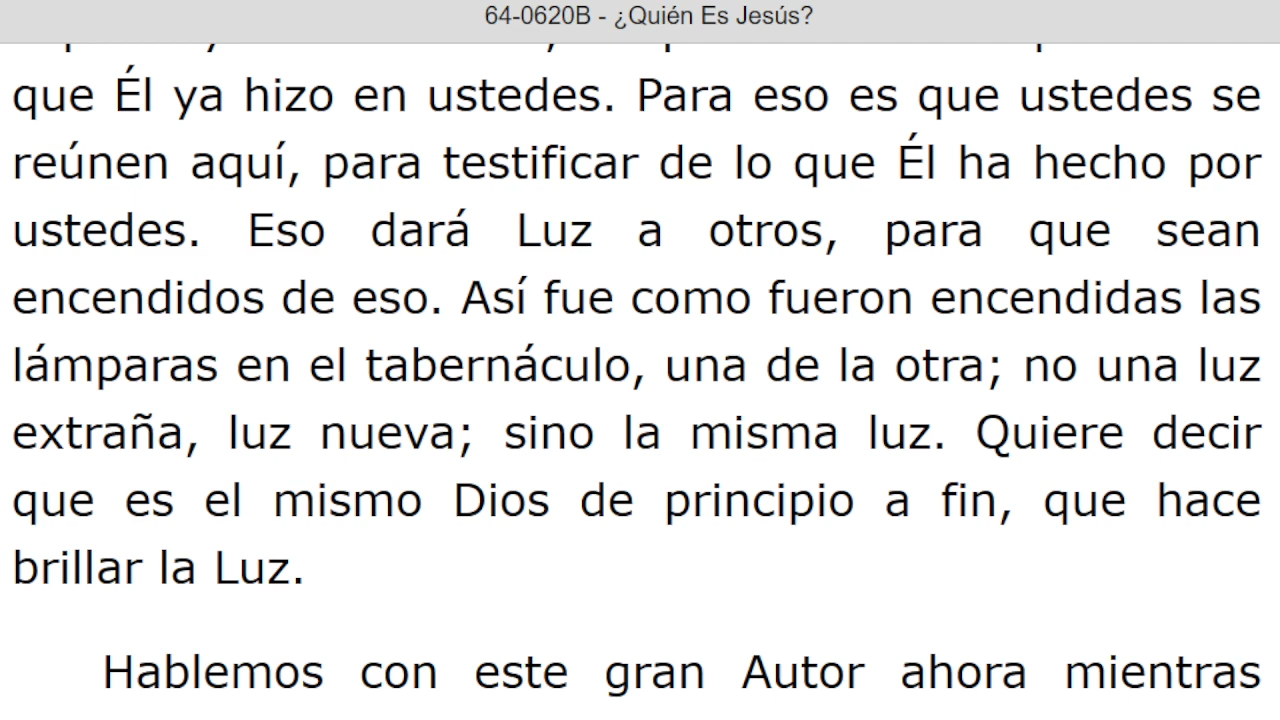 64-0620B - ¿Quién Es Jesús?
que Él ya hizo en ustedes. Para eso es que ustedes se
reúnen aquí, para testificar de lo que Él ha hecho por
ustedes. Eso dará Luz a otros, para que sean
encendidos de eso. Así fue como fueron encendidas las
lámparas en el tabernáculo, una de la otra; no una luz
extraña, luz nueva; sino la misma luz. Quiere decir
que es el mismo Dios de principio a fin, que hace
brillar la Luz.
Hablemos con este gran Autor ahora mientras